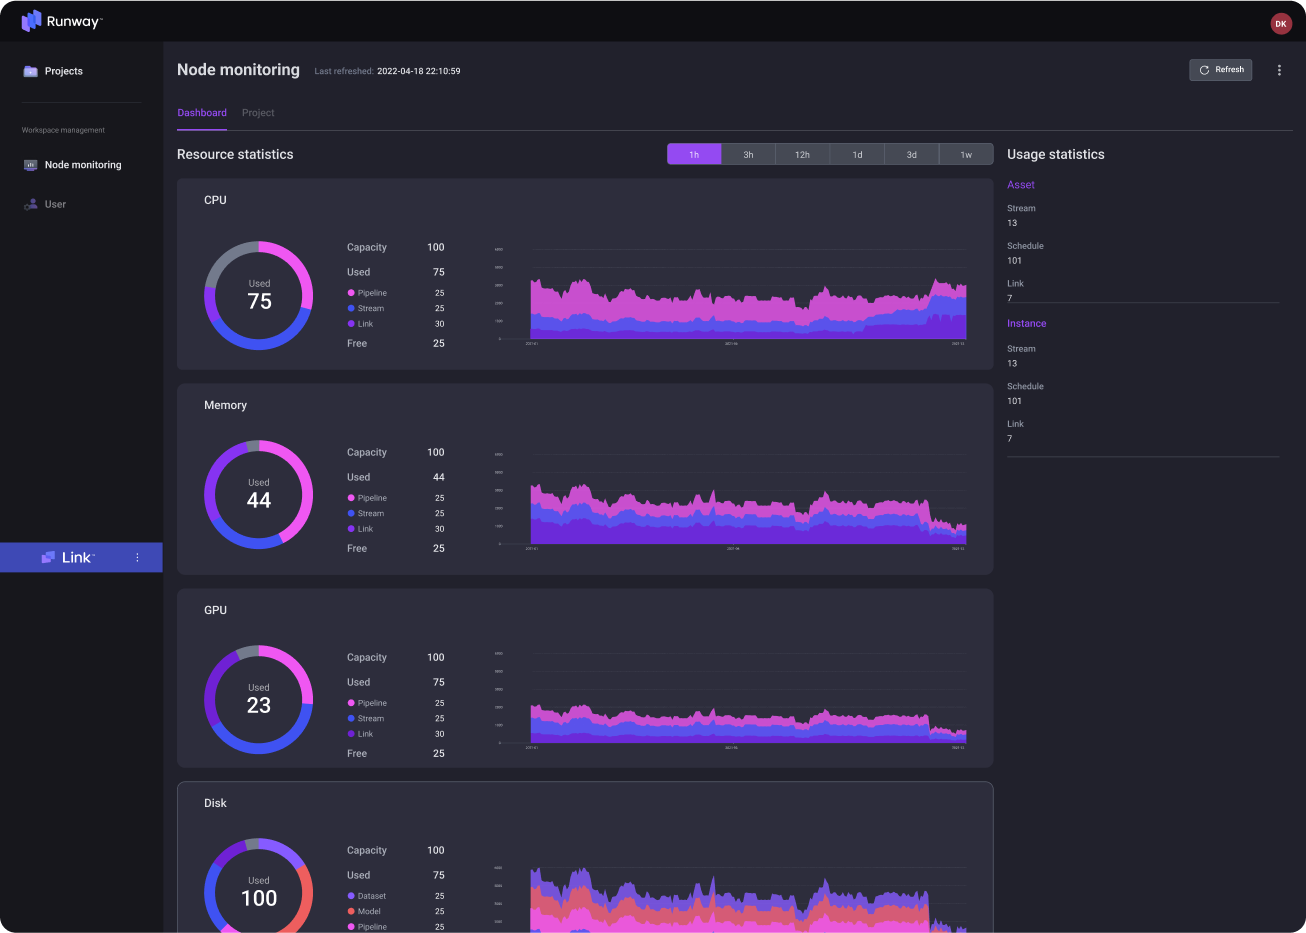 Runway™
DK
Projects
Workspace management
Node monitoring
User
Link
Node monitoring
Last refreshed: 2022-04-18 22:10:59
Refresh
Dashboard
Project
Resource statistics
1h
3h
12h
1d
3d
1w
CPU
Used
75
Capacity 100
Used 75
Pipeline 25
Stream 25
Link 30
Free 25
Memory
Used
44
Capacity 100
Used 44
Pipeline 25
Stream 25
Link 30
Free 25
GPU
Used
23
Capacity 100
Used 75
Pipeline 25
Stream 25
Link 30
Free 25
Disk
Used
100
Capacity 100
Used 75
Dataset 25
Model 25
Pipeline 25
Usage statistics
Asset
Stream
13
Schedule
101
Link
7
Instance
Stream
13
Schedule
101
Link
7